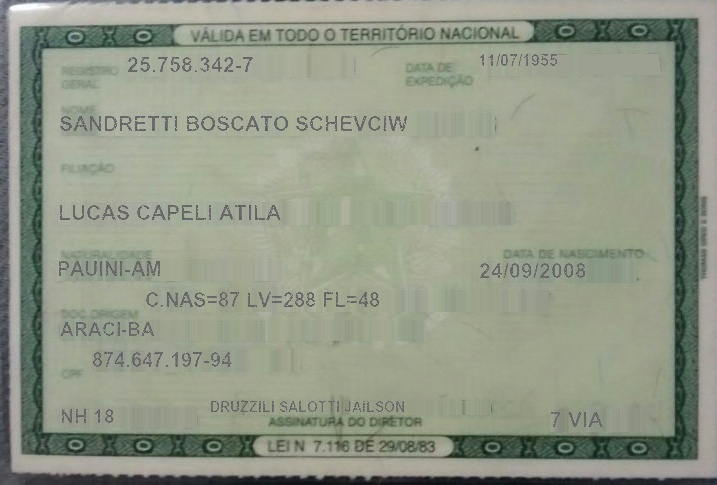 VÁLIDA EM TODO O TERRITÓRIO NACIONAL
REGISTRO GERAL 25.758.342-7 DATA DE EXPEDIÇÃO 11/07/1955
NOME
SANDRETTI BOSCATO SCHEVCIW
FILIAÇÃO
LUCAS CAPELI ATILA
NATURALIDADE DATA DE NASCIMENTO
PAUINI-AM 24/09/2008
C.NAS=87 LV=288 FL=48
DOC ORIGEM
ARACI-BA
874.647.197-94
CPF
DRUZZILI SALOTTI JAILSON
NH 18 ASSINATURA DO DIRETOR 7 VIA
LEI N 7.116 DE 29/08/83